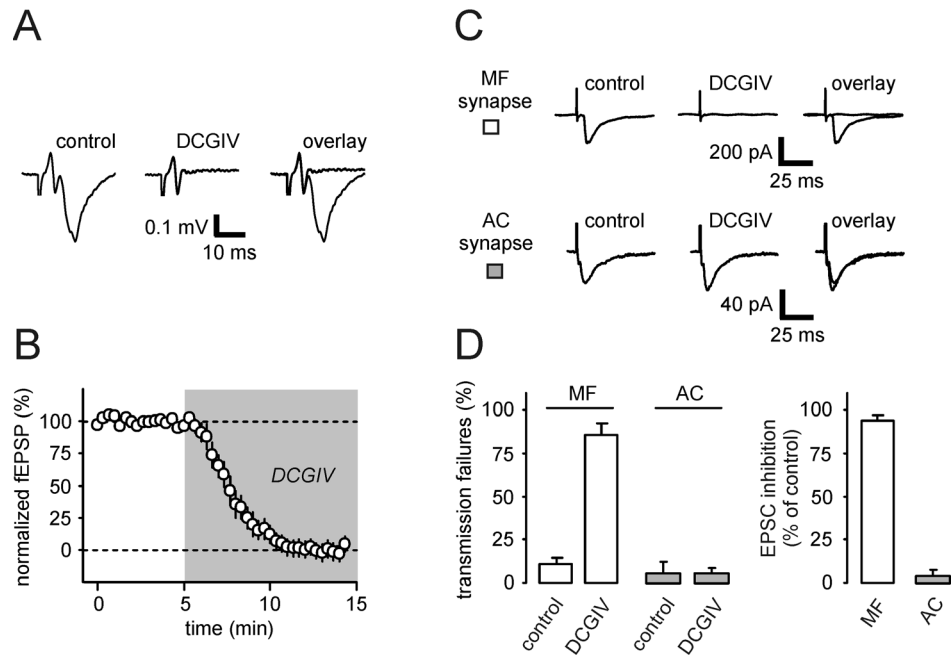 A
control
DCGIV
overlay
0.1 mV
10 ms
B
normalized fEPSP (%)
100
75
50
25
0
DCGIV
0
5
10
15
time (min)
C
MF
synapse
control
DCGIV
overlay
200 pA
25 ms
AC
synapse
control
DCGIV
overlay
40 pA
25 ms
D
transmission failures (%)
100
75
50
25
0
MF
AC
control
DCGIV
control
DCGIV
EPSC inhibition
(% of control)
100
75
50
25
0
MF
AC